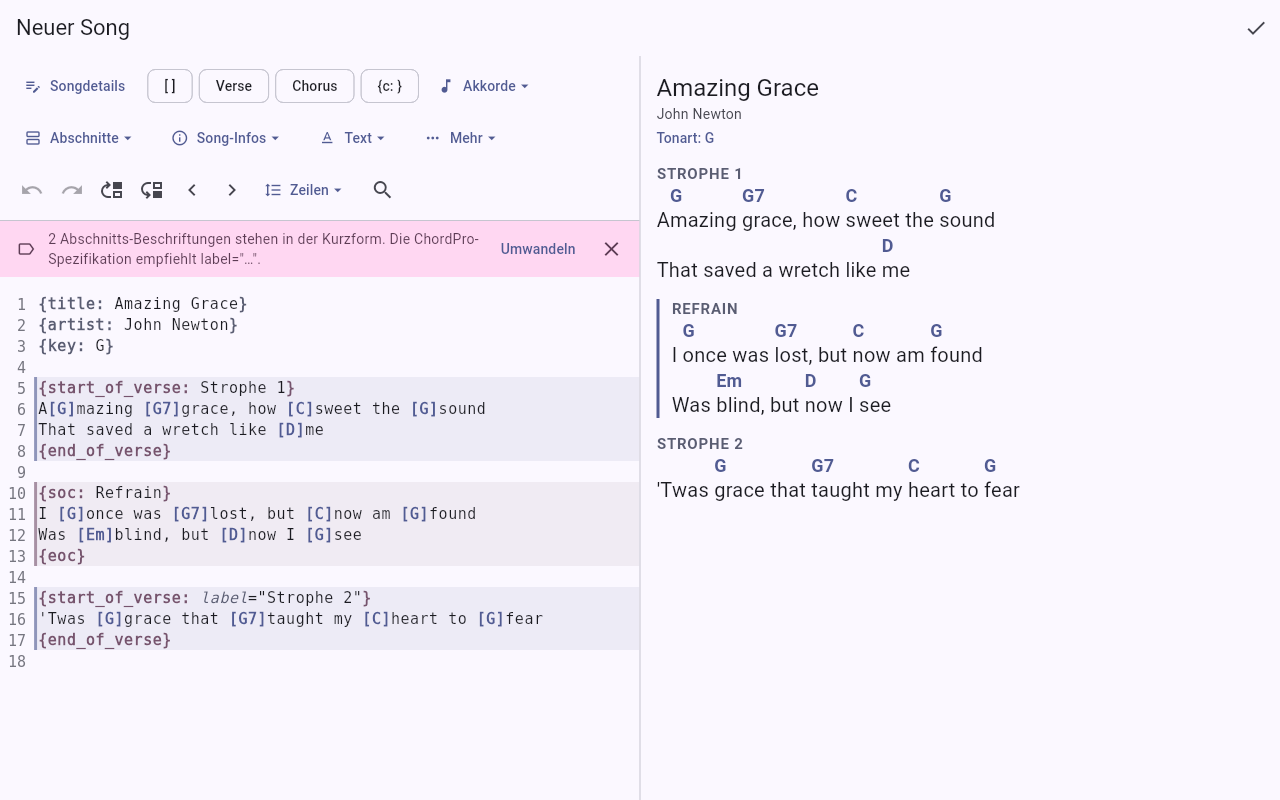 Neuer Song
Songdetails [ ] Verse Chorus {c: } Akkorde
Abschnitte Song-Infos Text Mehr
Zeilen
2 Abschnitts-Beschriftungen stehen in der Kurzform. Die ChordPro-
Spezifikation empfiehlt label="…".
Umwandeln
1 {title: Amazing Grace}
2 {artist: John Newton}
3 {key: G}
4
5 {start_of_verse: Strophe 1}
6 A[G]mazing [G7]grace, how [C]sweet the [G]sound
7 That saved a wretch like [D]me
8 {end_of_verse}
9
10 {soc: Refrain}
11 I [G]once was [G7]lost, but [C]now am [G]found
12 Was [Em]blind, but [D]now I [G]see
13 {eoc}
14
15 {start_of_verse: label="Strophe 2"}
16 'Twas [G]grace that [G7]taught my [C]heart to [G]fear
17 {end_of_verse}
18
Amazing Grace
John Newton
Tonart: G
STROPHE 1
G G7 C G
Amazing grace, how sweet the sound
D
That saved a wretch like me
REFRAIN
G G7 C G
I once was lost, but now am found
Em D G
Was blind, but now I see
STROPHE 2
G G7 C G
'Twas grace that taught my heart to fear